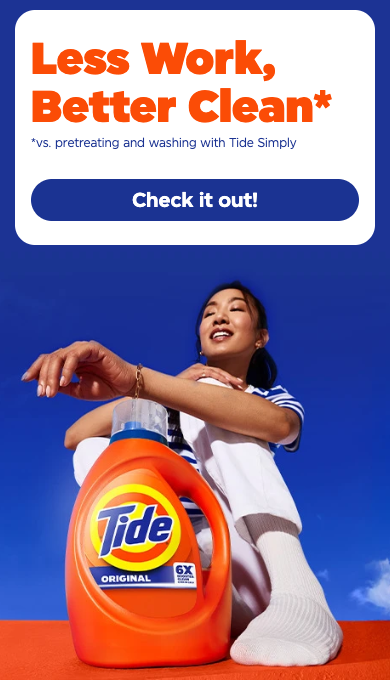 Less Work,
Better Clean*
*vs. pretreating and washing with Tide Simply
Check it out!
Tide
ORIGINAL
6X